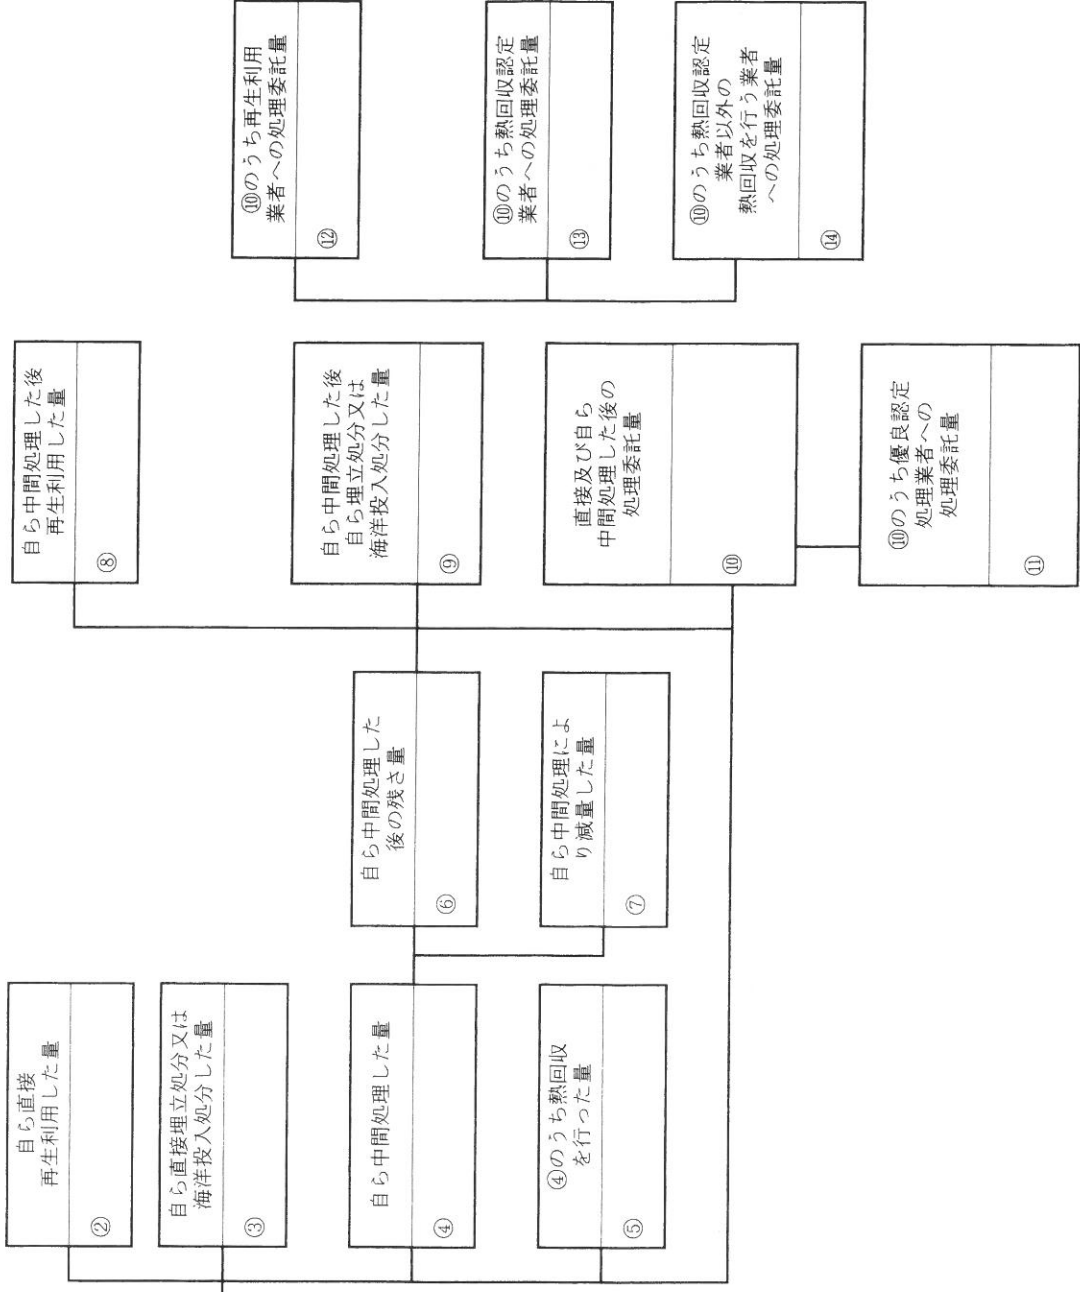 自ら直接
再生利用した量
②
自ら直接埋立処分又は
海洋投入処分した量
③
自ら中間処理した量
④
④のうち熱回収
を行った量
⑤
自ら中間処理した
後の残さ量
⑥
自ら中間処理によ
り減量した量
⑦
自ら中間処理した後
再生利用した量
⑧
自ら中間処理した後
自ら埋立処分又は
海洋投入処分した量
⑨
直接及び自ら
中間処理した後の
処理委託量
⑩
⑩のうち優良認定
処理業者への
処理委託量
⑪
⑩のうち再生利用
業者への処理委託量
⑫
⑩のうち熱回収認定
業者への処理委託量
⑬
⑩のうち熱回収認定
業者以外の
熱回収を行う業者
への処理委託量
⑭